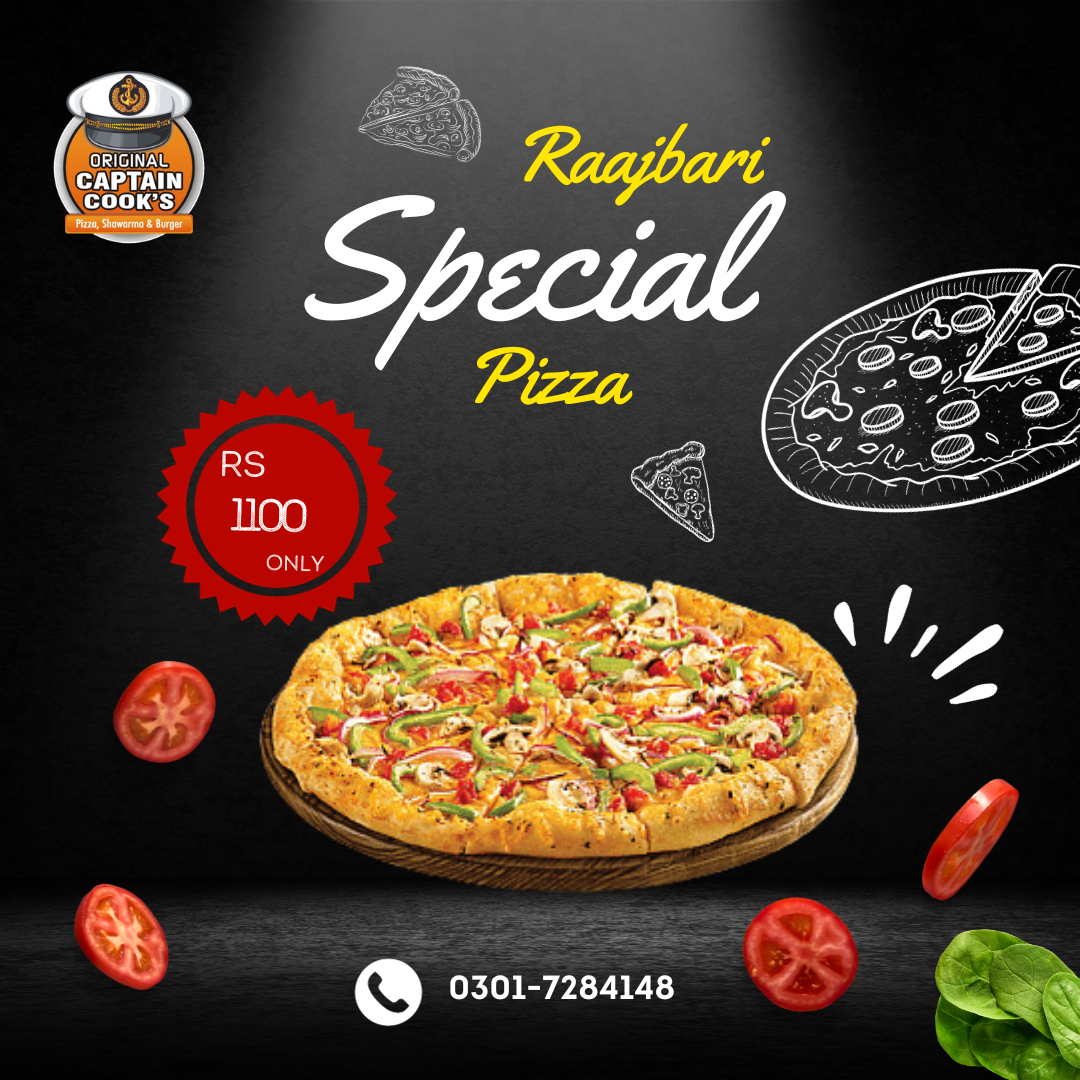 ORIGINAL
CAPTAIN
COOK'S
Pizza, Shawarma & Burger
Raajbari
Special
Pizza
RS
1100
ONLY
0301-7284148